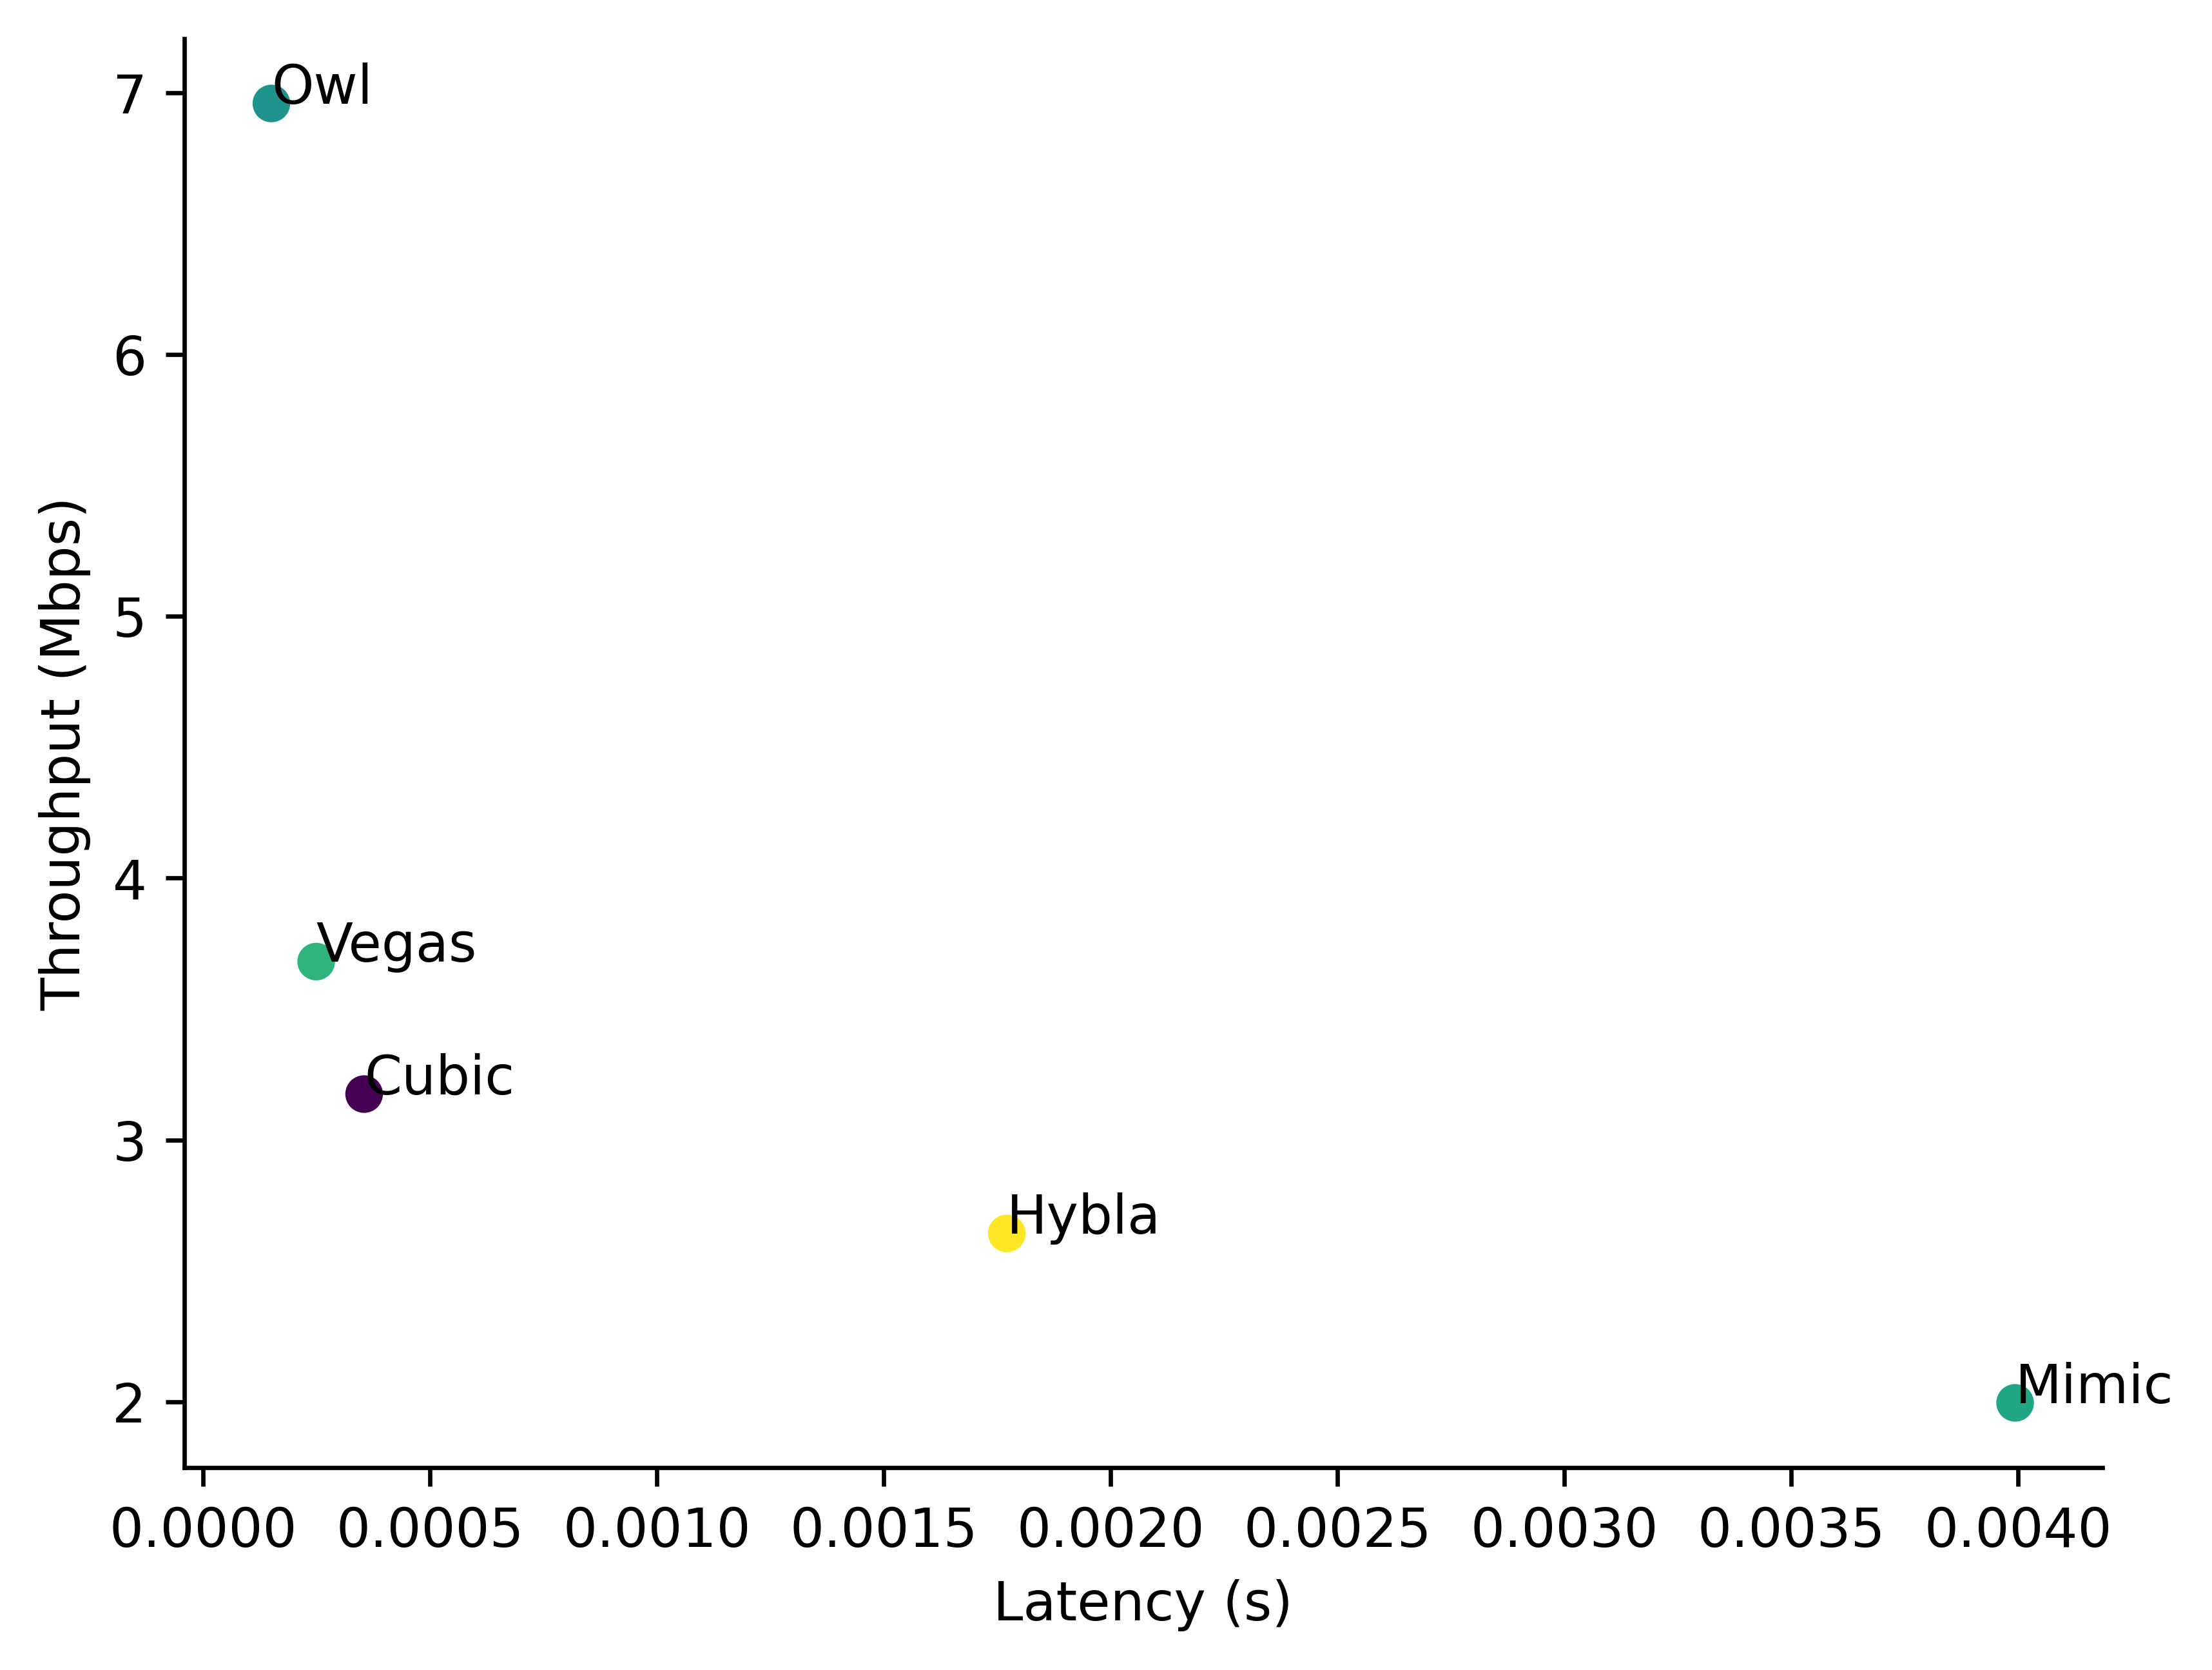 Owl
Vegas
Cubic
Hybla
Mimic
7
6
5
4
3
2
Throughput (Mbps)
0.0000 0.0005 0.0010 0.0015 0.0020 0.0025 0.0030 0.0035 0.0040
Latency (s)